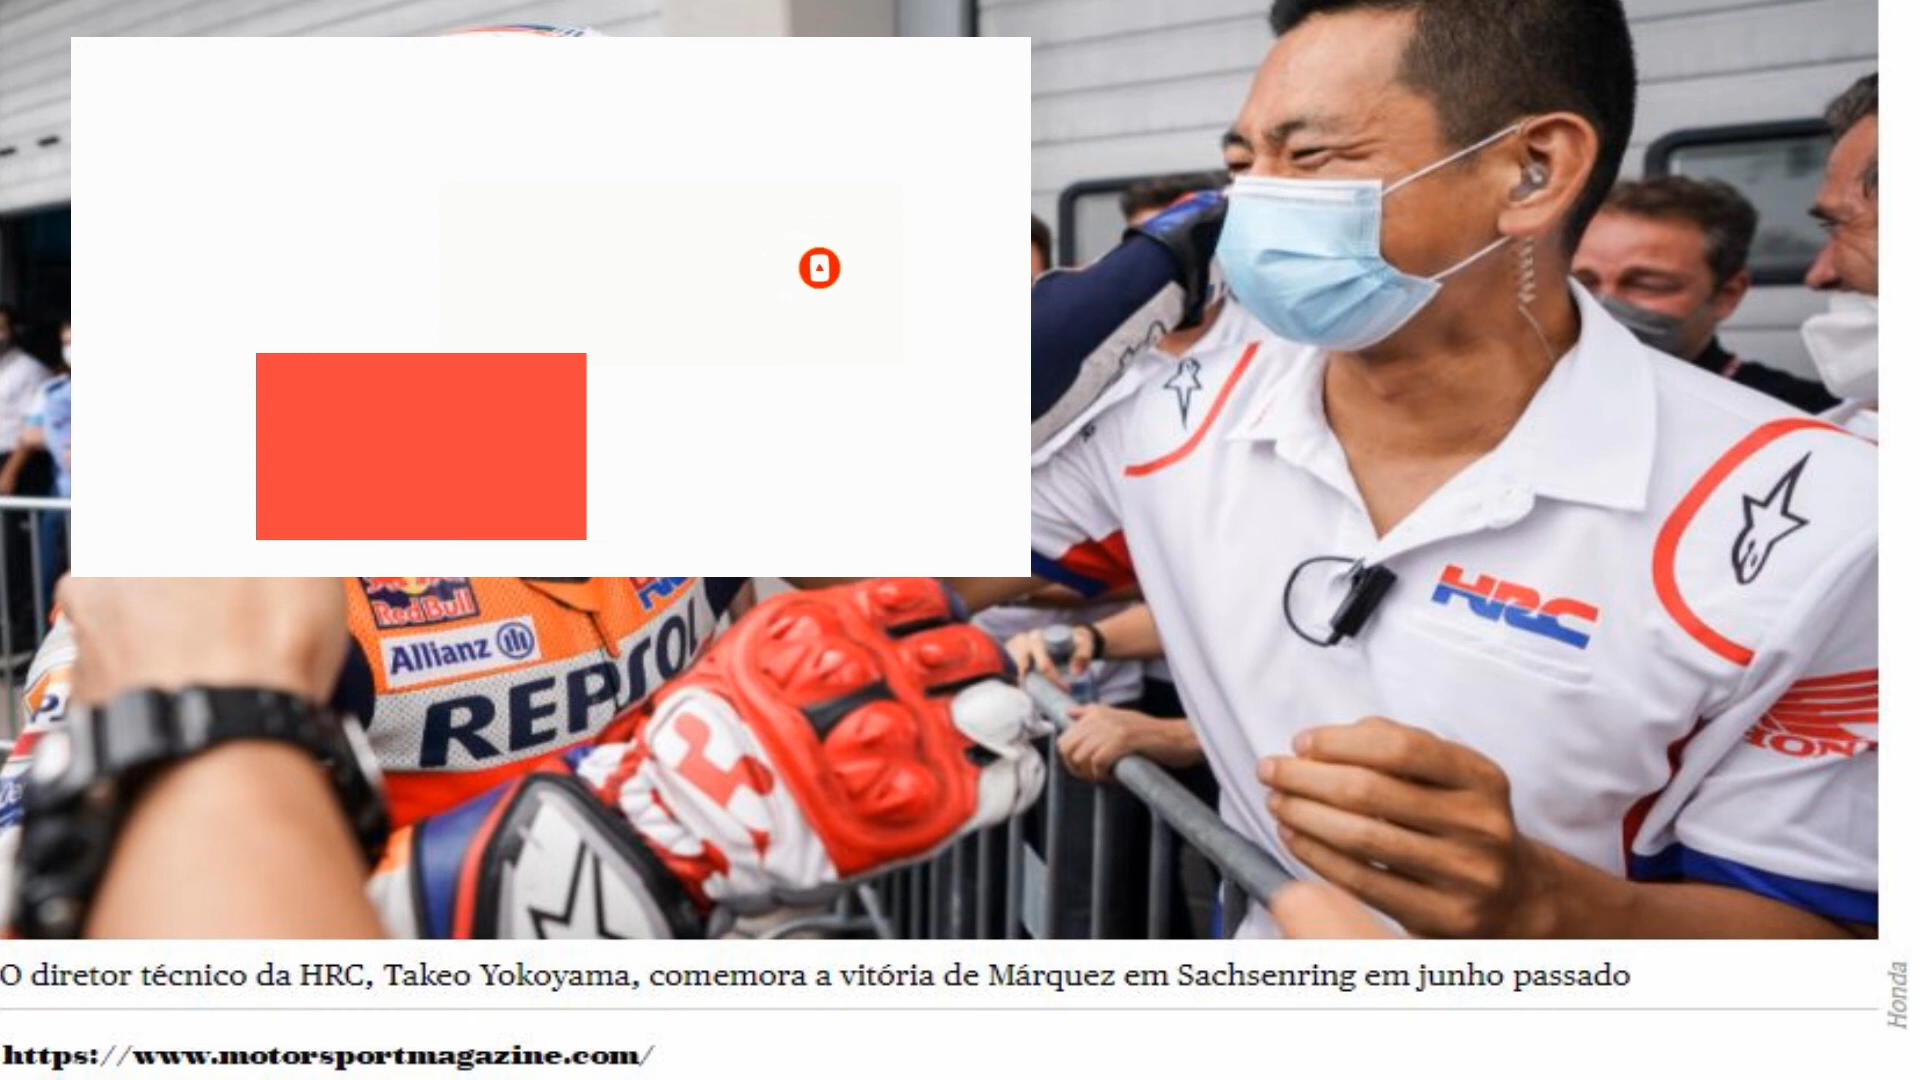 Red Bull
Allianz
REPSOL
HRC
O diretor técnico da HRC, Takeo Yokoyama, comemora a vitória de Márquez em Sachsenring em junho passado
Honda
https://www.motorsportmagazine.com/